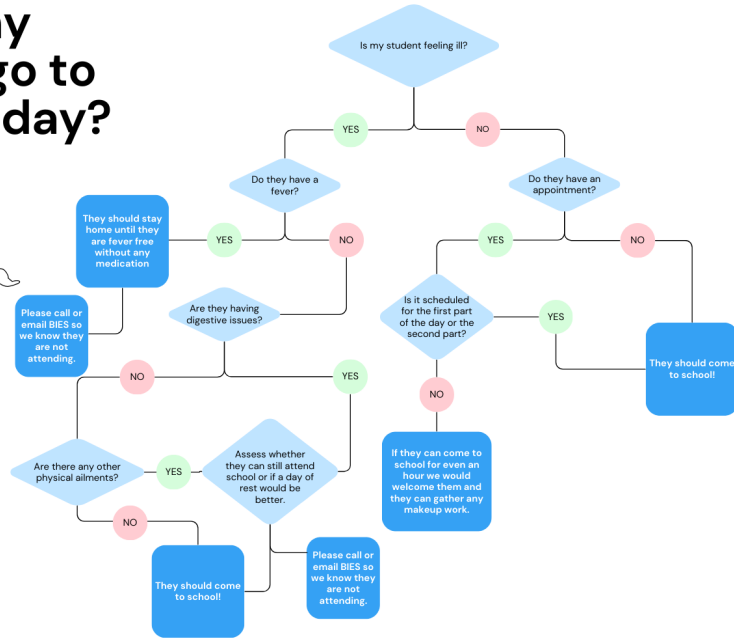 ay
go to
day?
Is my student feeling ill?
YES
NO
Do they have a
fever?
Do they have an
appointment?
They should stay
home until they
are fever free
without any
medication
YES
NO
YES
NO
Please call or
email BIES so
we know they
are not
attending.
Are they having
digestive issues?
Is it scheduled
for the first part
of the day or the
second part?
YES
They should come
to school!
NO
YES
NO
Are there any other
physical ailments?
YES
Assess whether
they can still attend
school or if a day of
rest would be
better.
If they can come to
school for even an
hour we would
welcome them and
they can gather any
makeup work.
NO
They should come
to school!
Please call or
email BIES so
we know they
are not
attending.